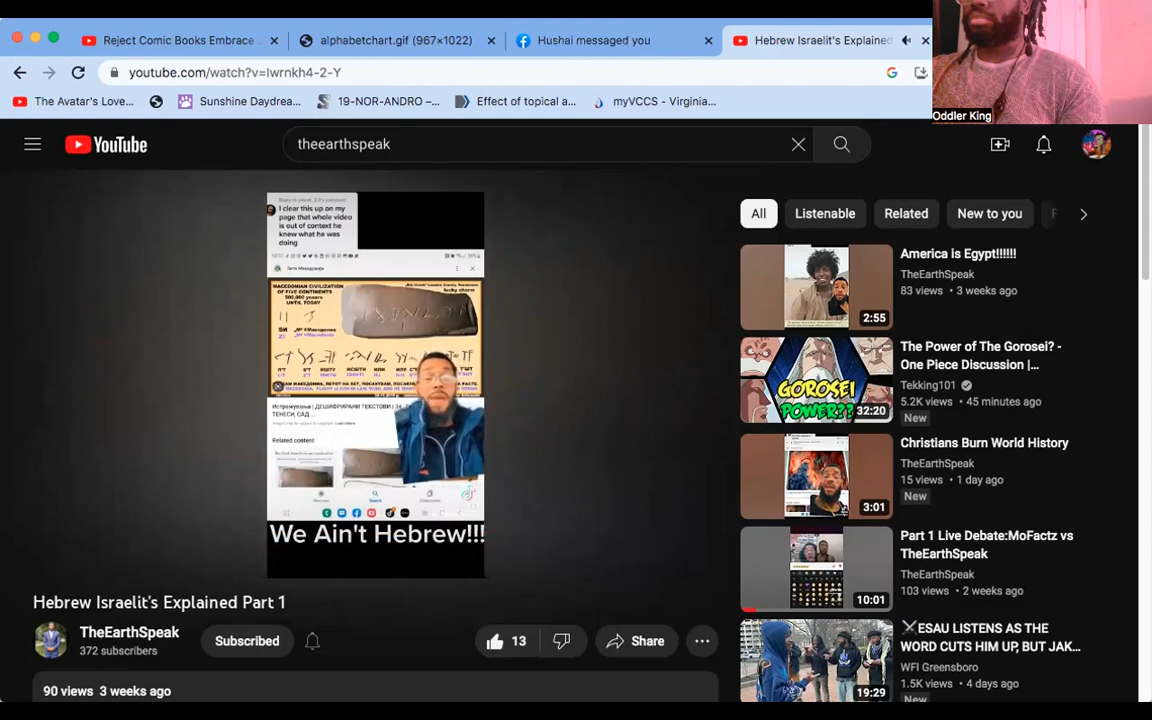 Reject Comic Books Embrace
alphabetchart.gif (967×1022)
Hushai messaged you
Hebrew Israelit's Explained
youtube.com/watch?v=Iwrnkh4-2-Y
The Avatar's Love...
Sunshine Daydrea...
19-NOR-ANDRO –...
Effect of topical a...
myVCCS - Virginia...
Oddler King
YouTube
theearthspeak
I clear this up on my
page that whole video
is out of context he
knew what he was
doing
MACEDONIAN CIVILIZATION
OF FIVE CONTINENTS
UNTIL TODAY
Related content
We Ain't Hebrew!!!
Hebrew Israelit's Explained Part 1
TheEarthSpeak
372 subscribers
Subscribed
13
Share
90 views 3 weeks ago
All
Listenable
Related
New to you
America is Egypt!!!!!!
TheEarthSpeak
83 views • 3 weeks ago
2:55
The Power of The Gorosei? -
One Piece Discussion |...
Tekking101
5.2K views • 45 minutes ago
New
GOROSEI
POWER??
32:20
Christians Burn World History
TheEarthSpeak
15 views • 1 day ago
New
3:01
Part 1 Live Debate:MoFactz vs
TheEarthSpeak
TheEarthSpeak
103 views • 2 weeks ago
10:01
⚔ESAU LISTENS AS THE
WORD CUTS HIM UP, BUT JAK...
WFI Greensboro
1.5K views • 4 days ago
New
19:29